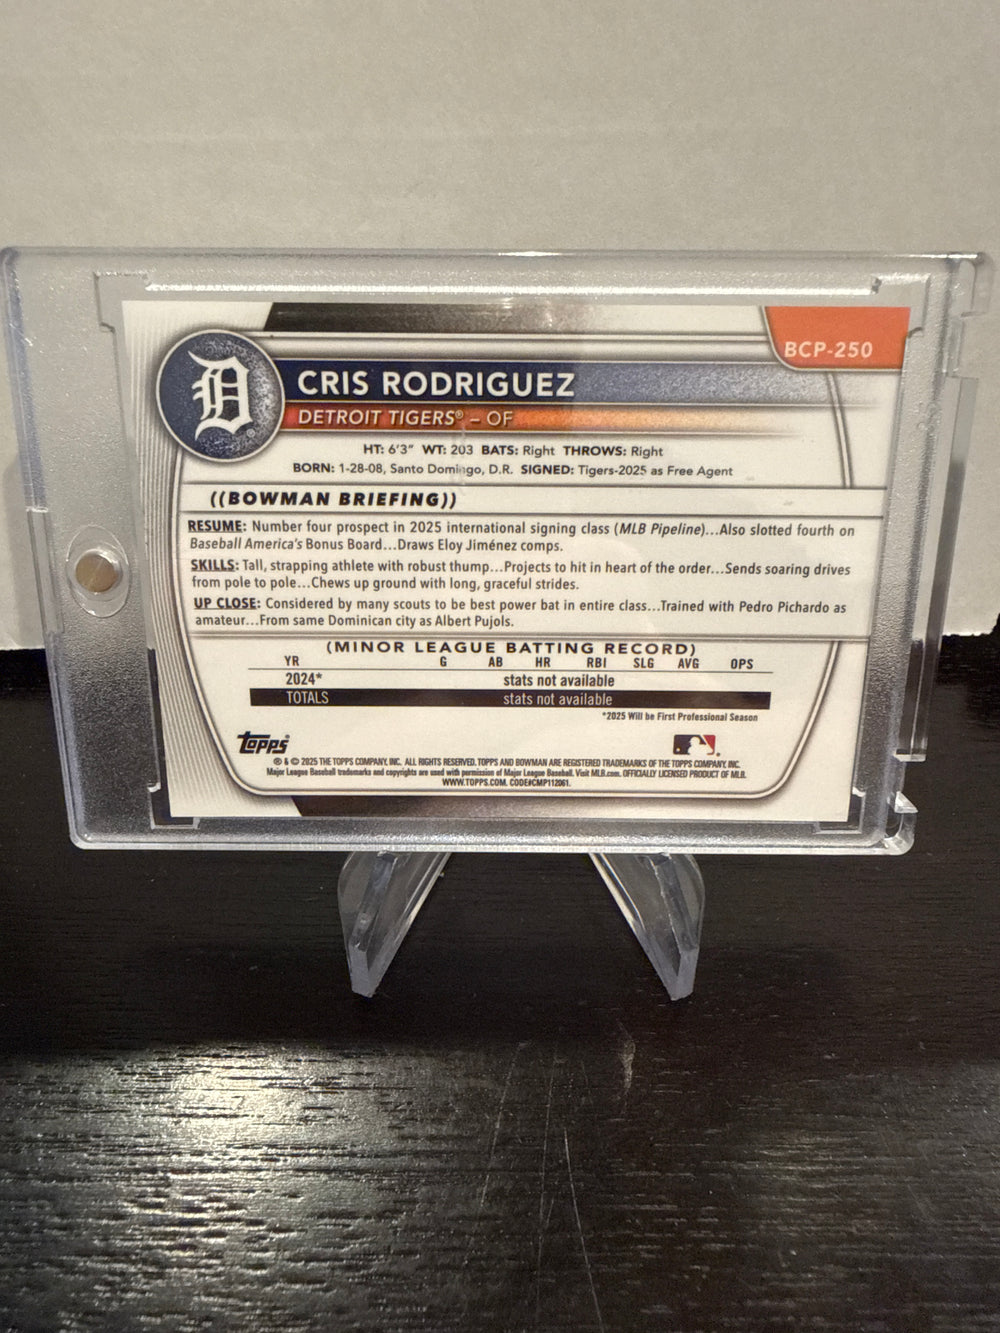 BCP-250
D
CRIS RODRIGUEZ
DETROIT TIGERS® – OF
HT: 6'3" WT: 203 BATS: Right THROWS: Right
BORN: 1-28-08, Santo Domingo, D.R. SIGNED: Tigers-2025 as Free Agent
((BOWMAN BRIEFING))
RESUME: Number four prospect in 2025 international signing class (MLB Pipeline)...Also slotted fourth on
Baseball America's Bonus Board...Draws Eloy Jiménez comps.
SKILLS: Tall, strapping athlete with robust thump...Projects to hit in heart of the order...Sends soaring drives
from pole to pole...Chews up ground with long, graceful strides.
UP CLOSE: Considered by many scouts to be best power bat in entire class...Trained with Pedro Pichardo as
amateur...From same Dominican city as Albert Pujols.
(MINOR LEAGUE BATTING RECORD)
YR G AB HR RBI SLG AVG OPS
2024* stats not available
TOTALS stats not available
*2025 Will be First Professional Season
Topps®
® & © 2025 THE TOPPS COMPANY, INC. ALL RIGHTS RESERVED. TOPPS AND BOWMAN ARE REGISTERED TRADEMARKS OF THE TOPPS COMPANY, INC.
Major League Baseball trademarks and copyrights are used with permission of Major League Baseball. Visit MLB.com. OFFICIALLY LICENSED PRODUCT OF MLB.
WWW.TOPPS.COM. CODE#CMP112061.